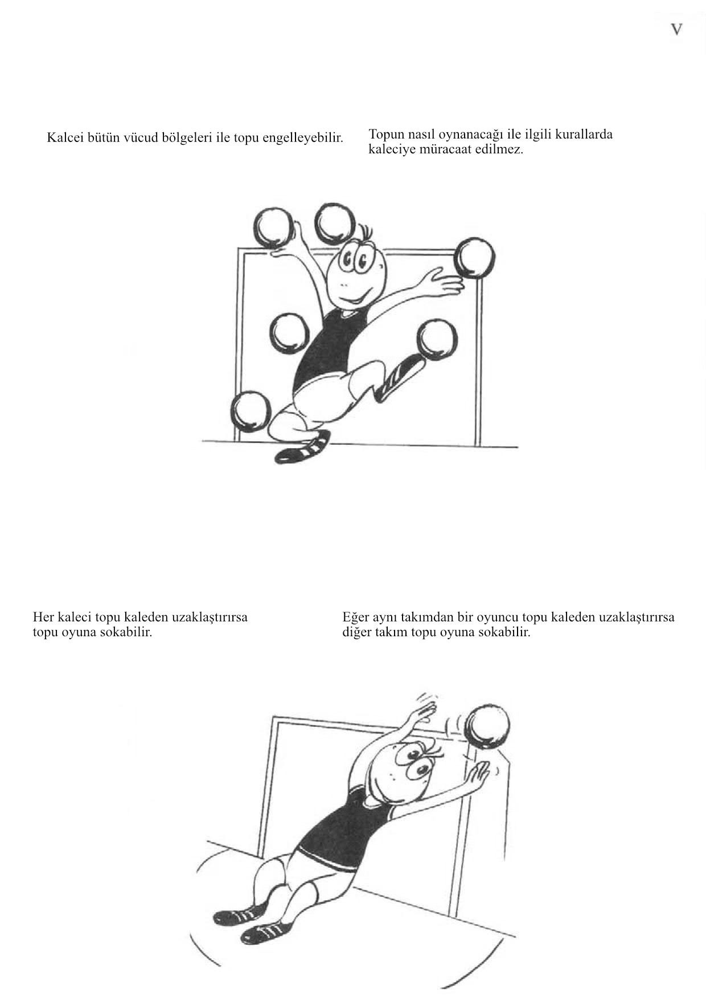 V
Kalcei bütün vücud bölgeleri ile topu engelleyebilir.
Topun nasıl oynanacağı ile ilgili kurallarda
kaleciye müracaat edilmez.
Her kaleci topu kaleden uzaklaştırırsa
topu oyuna sokabilir.
Eğer aynı takımdan bir oyuncu topu kaleden uzaklaştırırsa
diğer takım topu oyuna sokabilir.